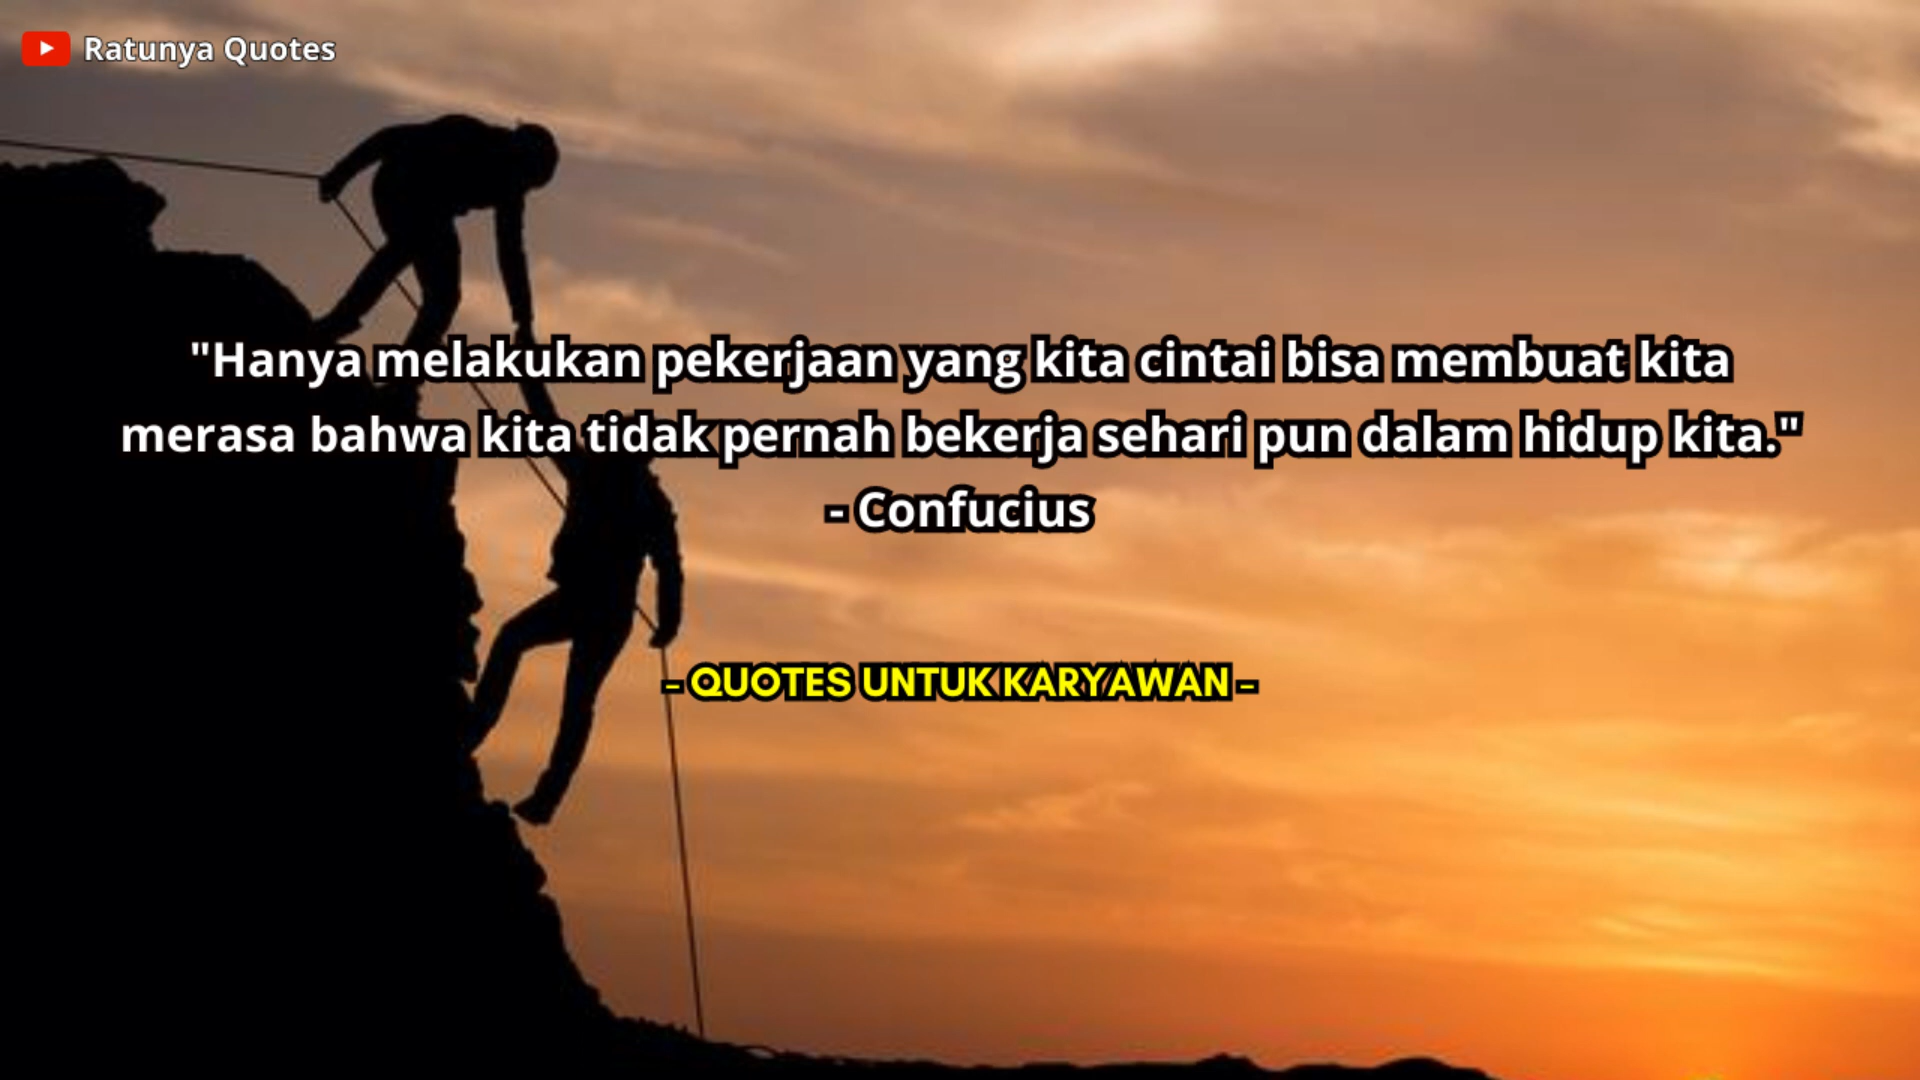 Ratunya Quotes
"Hanya melakukan pekerjaan yang kita cintai bisa membuat kita
merasa bahwa kita tidak pernah bekerja sehari pun dalam hidup kita."
- Confucius
- QUOTES UNTUK KARYAWAN -